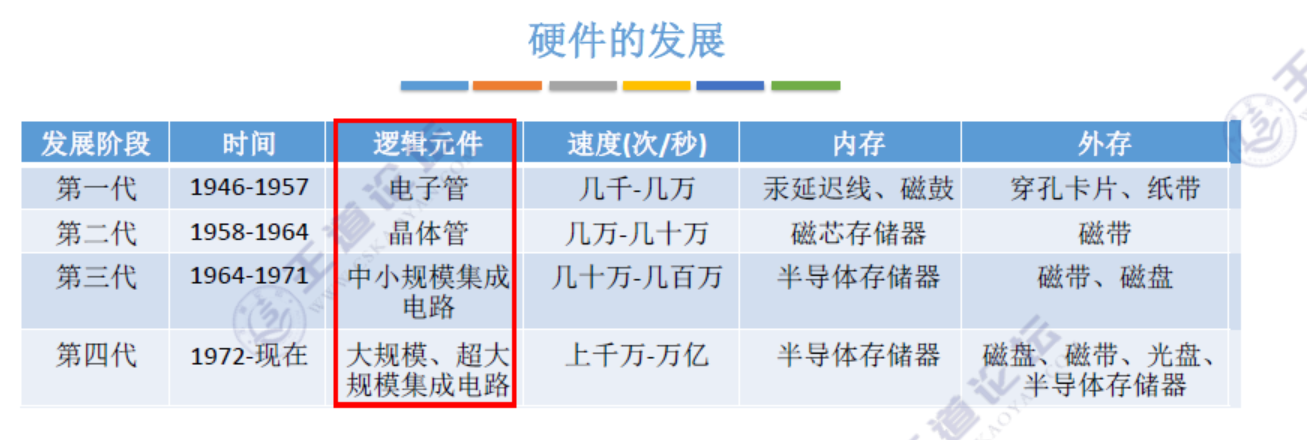 硬件的发展
发展阶段 时间 逻辑元件 速度(次/秒) 内存 外存
第一代 1946-1957 电子管 几千-几万 汞延迟线、磁鼓 穿孔卡片、纸带
第二代 1958-1964 晶体管 几万-几十万 磁芯存储器 磁带
第三代 1964-1971 中小规模集成 几十万-几百万 半导体存储器 磁带、磁盘
电路
第四代 1972-现在 大规模、超大 上千万-万亿 半导体存储器 磁盘、磁带、光盘、
规模集成电路 半导体存储器
王道论坛